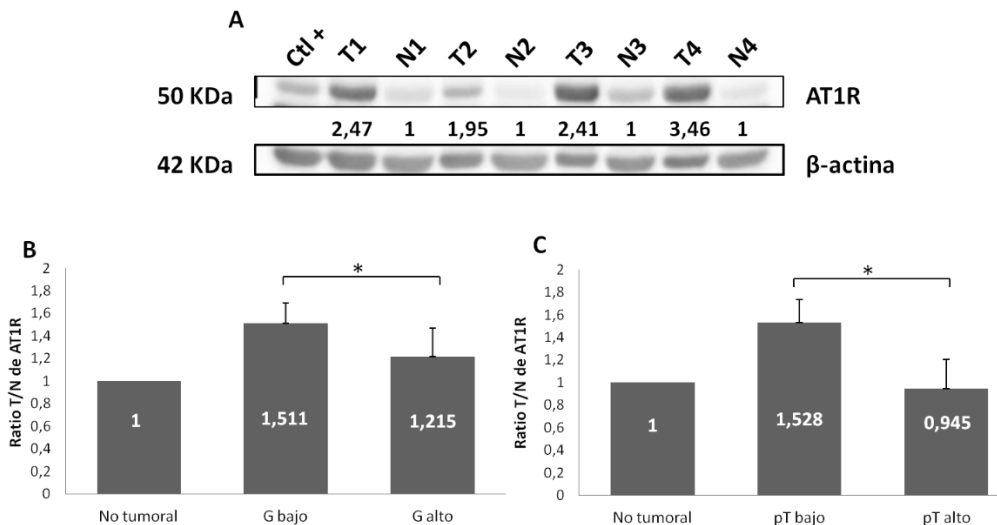 A
Ctl + T1 N1 T2 N2 T3 N3 T4 N4
50 KDa AT1R
2,47 1 1,95 1 2,41 1 3,46 1
42 KDa β-actina
B
Ratio T/N de AT1R
2
1,8
1,6
1,4
1,2
1
0,8
0,6
0,4
0,2
0
*
1 1,511 1,215
No tumoral G bajo G alto
C
Ratio T/N de AT1R
2
1,8
1,6
1,4
1,2
1
0,8
0,6
0,4
0,2
0
*
1 1,528 0,945
No tumoral pT bajo pT alto